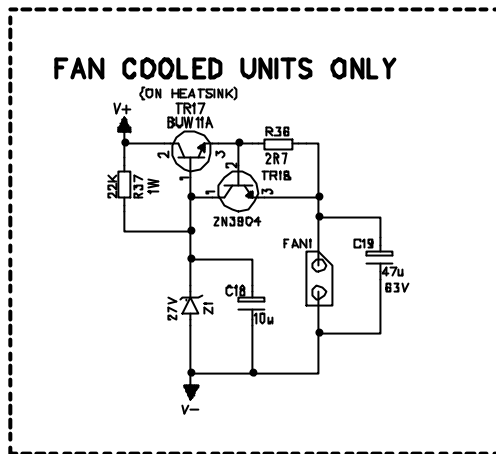 FAN COOLED UNITS ONLY
(ON HEATSINK)
TR17
BUW11A
V+
2
3
1
R36
2R7
2
TR18
1
3
2N3904
22K
R37
1W
FAN1
C19
47u
63V
27V
Z1
C18
10u
V-